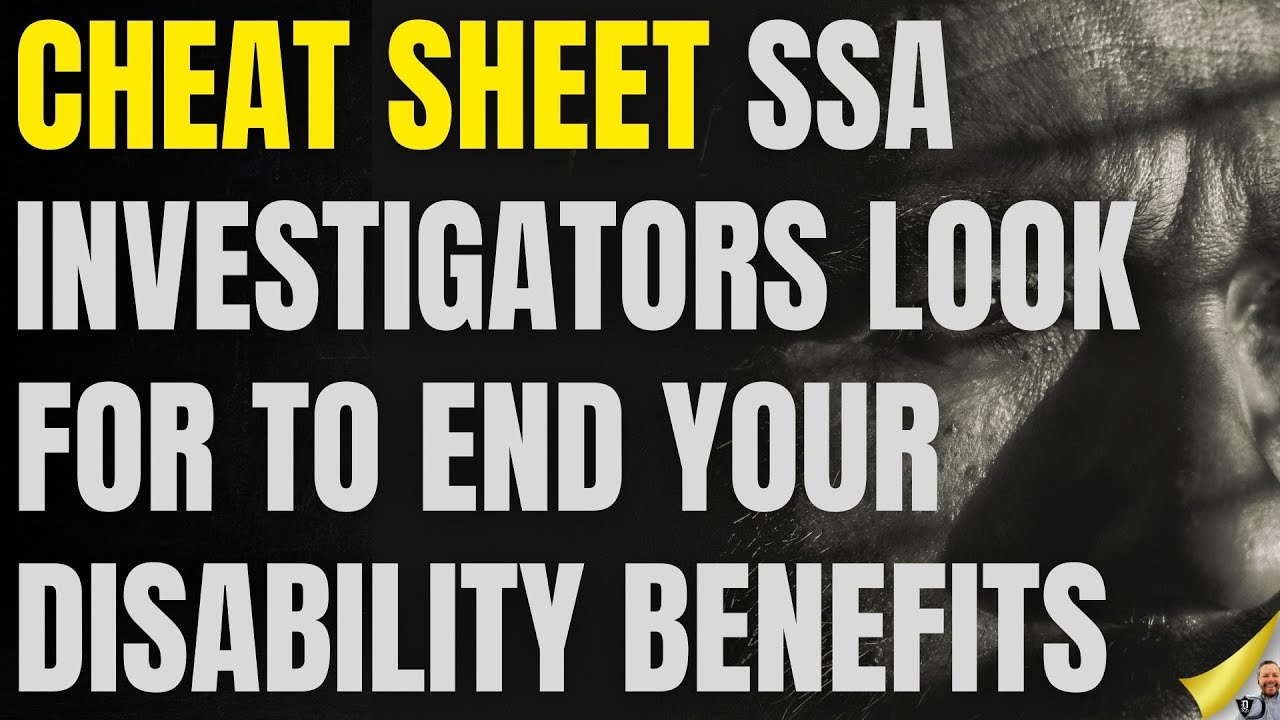 CHEAT SHEET SSA
INVESTIGATORS LOOK
FOR TO END YOUR
DISABILITY BENEFITS